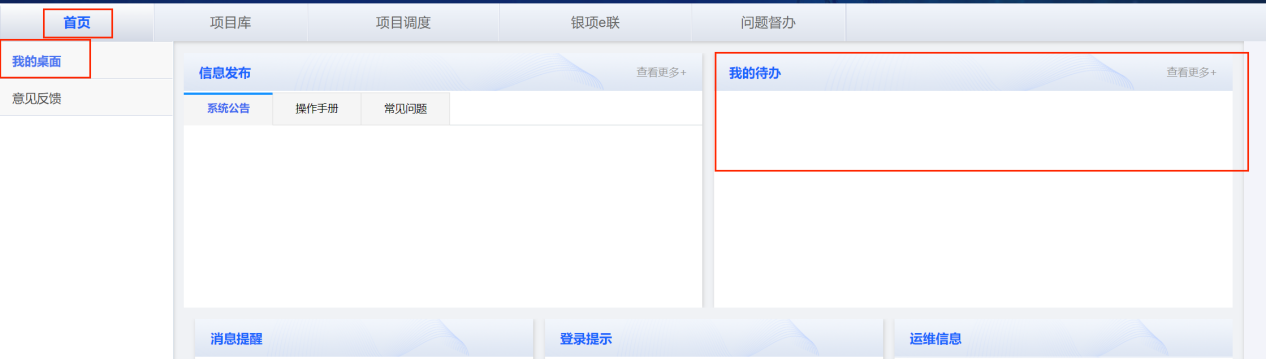 首页 项目库 项目调度 银项e联 问题督办
我的桌面
意见反馈
信息发布 查看更多+
系统公告 操作手册 常见问题
我的待办 查看更多+
消息提醒 登录提示 运维信息